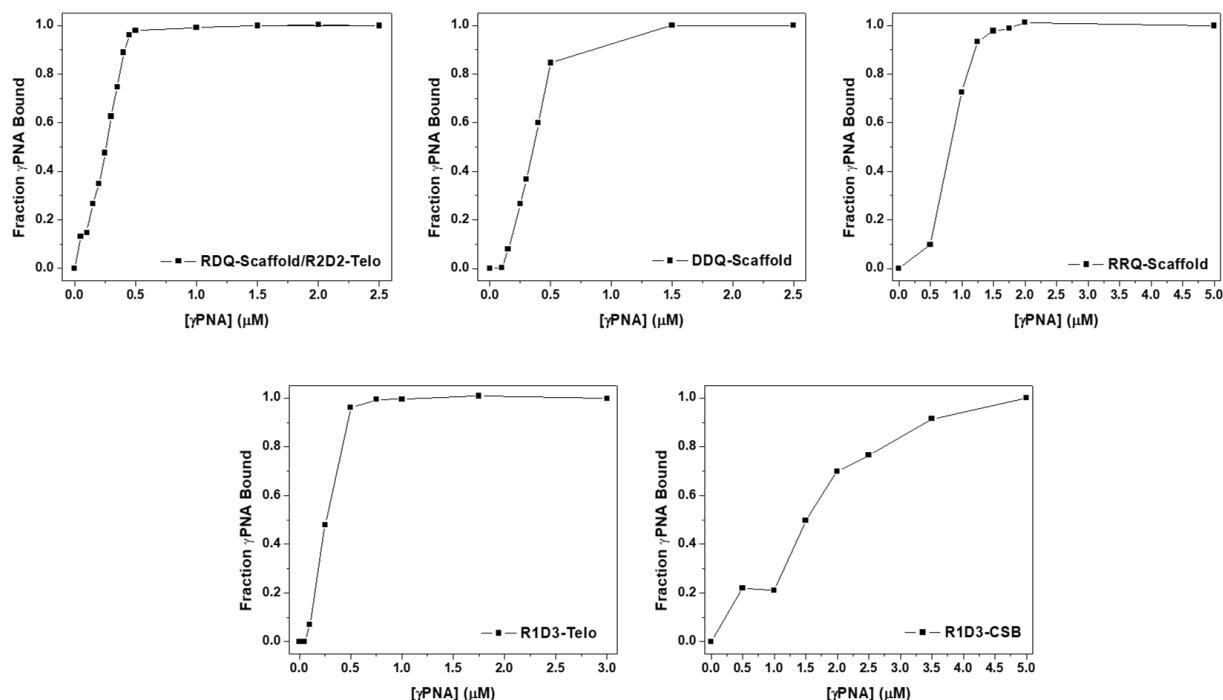 1.0
0.8
0.6
0.4
0.2
0.0
Fraction γPNA Bound
RDQ-Scaffold/R2D2-Telo
0.0 0.5 1.0 1.5 2.0 2.5
[γPNA] (μM)
1.0
0.8
0.6
0.4
0.2
0.0
Fraction γPNA Bound
DDQ-Scaffold
0.0 0.5 1.0 1.5 2.0 2.5
[γPNA] (μM)
1.0
0.8
0.6
0.4
0.2
0.0
Fraction γPNA Bound
RRQ-Scaffold
0.0 0.5 1.0 1.5 2.0 2.5 3.0 3.5 4.0 4.5 5.0
[γPNA] (μM)
1.0
0.8
0.6
0.4
0.2
0.0
Fraction γPNA Bound
R1D3-Telo
0.0 0.5 1.0 1.5 2.0 2.5 3.0
[γPNA] (μM)
1.0
0.8
0.6
0.4
0.2
0.0
Fraction γPNA Bound
R1D3-CSB
0.0 0.5 1.0 1.5 2.0 2.5 3.0 3.5 4.0 4.5 5.0
[γPNA] (μM)